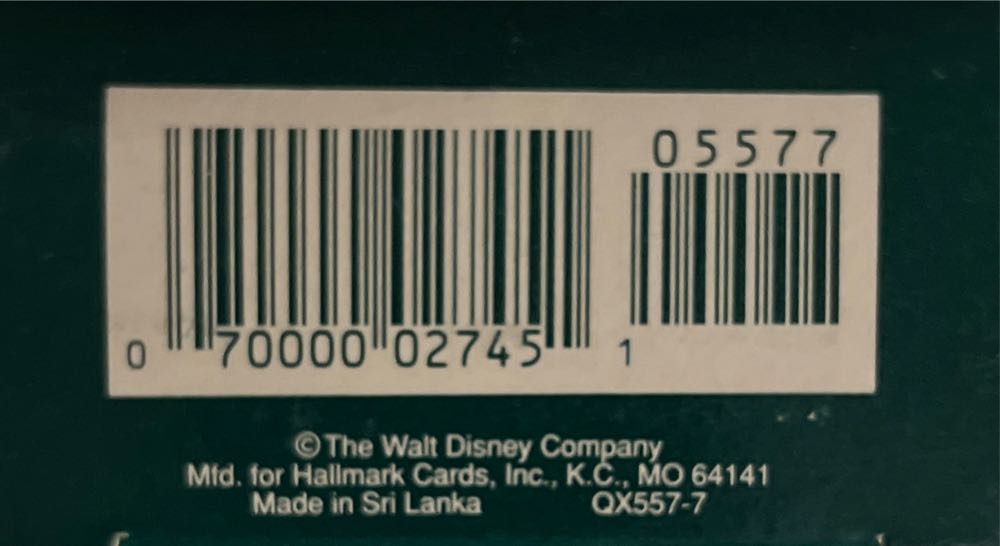 05577
0 70000 02745 1
© The Walt Disney Company
Mfd. for Hallmark Cards, Inc., K.C., MO 64141
Made in Sri Lanka QX557-7